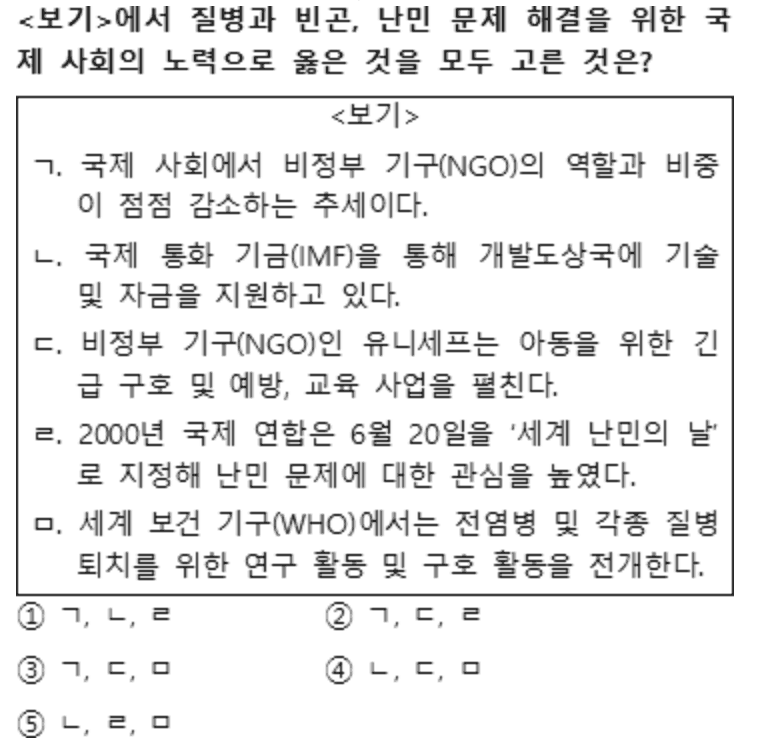 <보기>에서 질병과 빈곤, 난민 문제 해결을 위한 국
제 사회의 노력으로 옳은 것을 모두 고른 것은?
<보기>
ㄱ. 국제 사회에서 비정부 기구(NGO)의 역할과 비중
이 점점 감소하는 추세이다.
ㄴ. 국제 통화 기금(IMF)을 통해 개발도상국에 기술
및 자금을 지원하고 있다.
ㄷ. 비정부 기구(NGO)인 유니세프는 아동을 위한 긴
급 구호 및 예방, 교육 사업을 펼친다.
ㄹ. 2000년 국제 연합은 6월 20일을 '세계 난민의 날'
로 지정해 난민 문제에 대한 관심을 높였다.
ㅁ. 세계 보건 기구(WHO)에서는 전염병 및 각종 질병
퇴치를 위한 연구 활동 및 구호 활동을 전개한다.
① ㄱ, ㄴ, ㄹ ② ㄱ, ㄷ, ㄹ
③ ㄱ, ㄷ, ㅁ ④ ㄴ, ㄷ, ㅁ
⑤ ㄴ, ㄹ, ㅁ